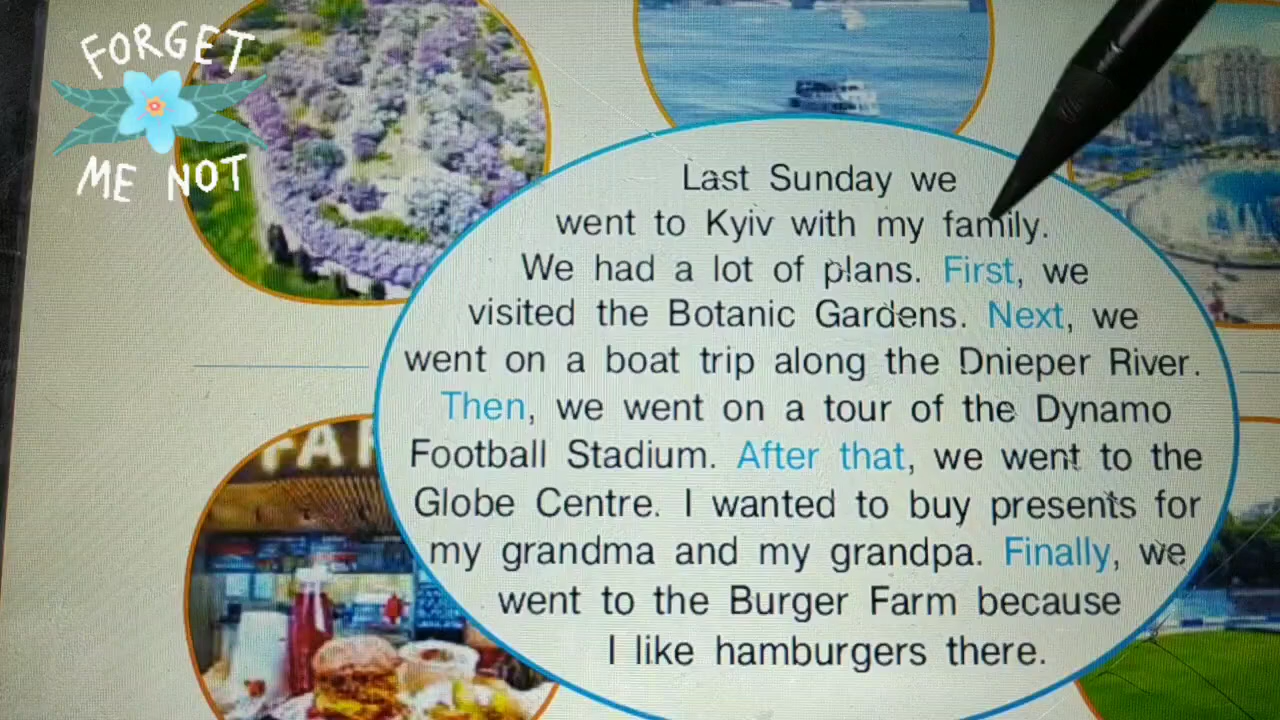 FORGET
ME NOT
Last Sunday we
went to Kyiv with my family.
We had a lot of plans. First, we
visited the Botanic Gardens. Next, we
went on a boat trip along the Dnieper River.
Then, we went on a tour of the Dynamo
Football Stadium. After that, we went to the
Globe Centre. I wanted to buy presents for
my grandma and my grandpa. Finally, we
went to the Burger Farm because
I like hamburgers there.